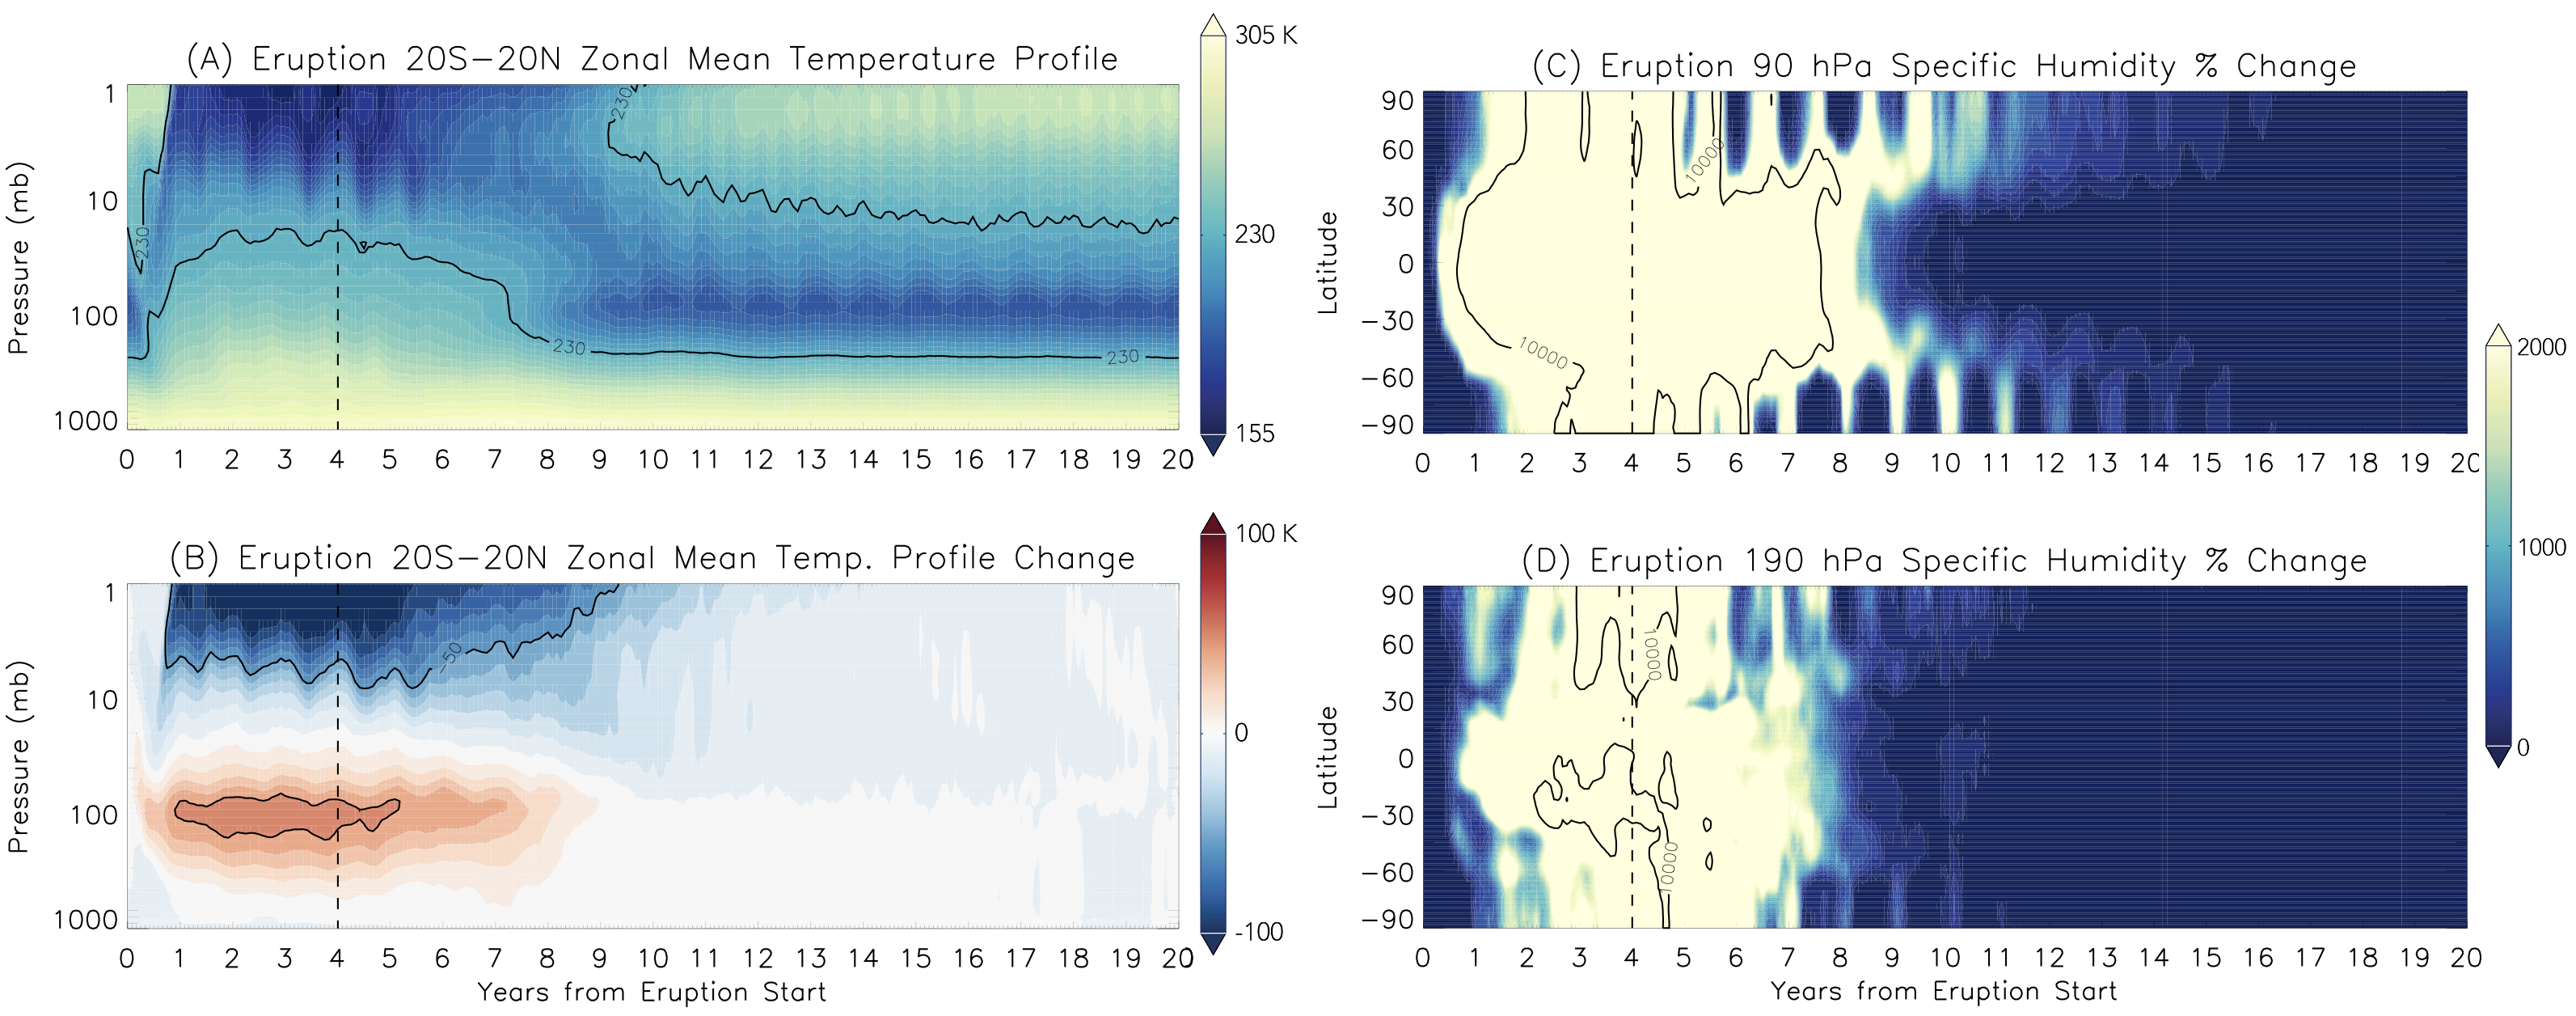 (A) Eruption 20S-20N Zonal Mean Temperature Profile
Pressure (mb)
1
10
100
1000
230
230
230
230
0 1 2 3 4 5 6 7 8 9 10 11 12 13 14 15 16 17 18 19 20
305 K
230
155
(B) Eruption 20S-20N Zonal Mean Temp. Profile Change
Pressure (mb)
1
10
100
1000
-50
0 1 2 3 4 5 6 7 8 9 10 11 12 13 14 15 16 17 18 19 20
Years from Eruption Start
100 K
0
-100
(C) Eruption 90 hPa Specific Humidity % Change
Latitude
90
60
30
0
-30
-60
-90
10000
10000
0 1 2 3 4 5 6 7 8 9 10 11 12 13 14 15 16 17 18 19 20
(D) Eruption 190 hPa Specific Humidity % Change
Latitude
90
60
30
0
-30
-60
-90
10000
10000
0 1 2 3 4 5 6 7 8 9 10 11 12 13 14 15 16 17 18 19 20
Years from Eruption Start
2000
1000
0